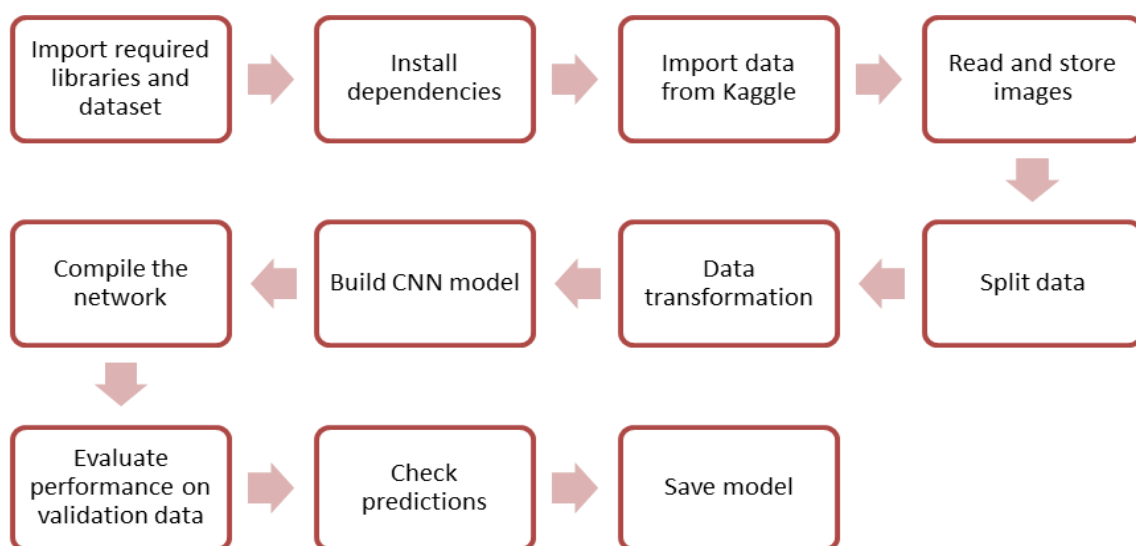 Import required
libraries and
dataset
Install
dependencies
Import data
from Kaggle
Read and store
images
Split data
Data
transformation
Build CNN model
Compile the
network
Evaluate
performance on
validation data
Check
predictions
Save model